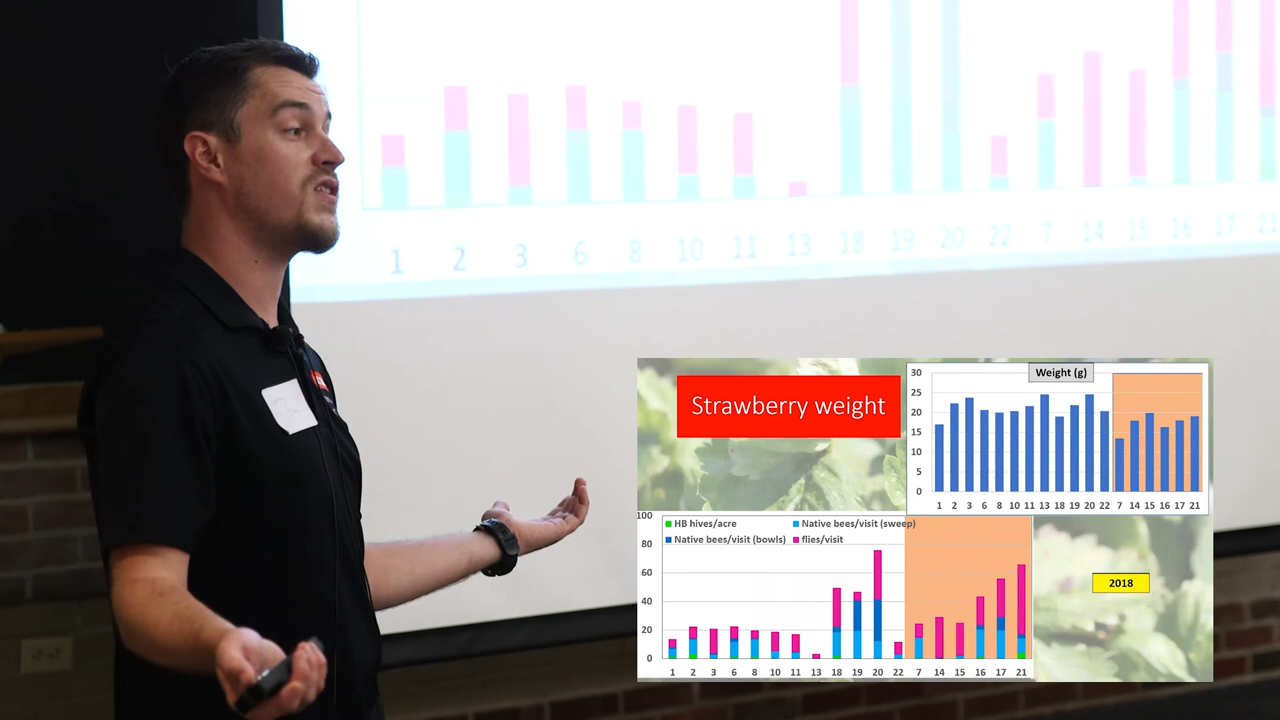 1 2 3 6 8 10 11 13 18 19 20 22 7 14 15 16 17 21
Strawberry weight
Weight (g)
30
25
20
15
10
5
0
1 2 3 6 8 10 11 13 18 19 20 22 7 14 15 16 17 21
100
HB hives/acre Native bees/visit (sweep)
Native bees/visit (bowls) flies/visit
80
60
40
20
0
1 2 3 6 8 10 11 13 18 19 20 22 7 14 15 16 17 21
2018